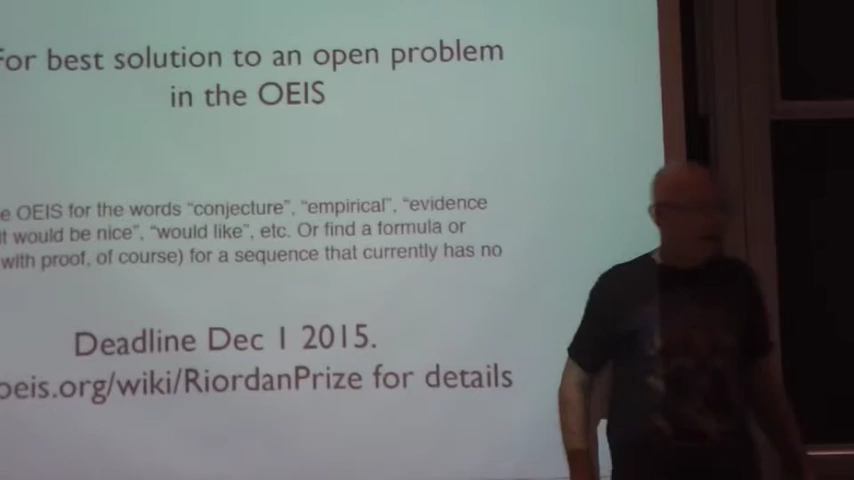 For best solution to an open problem
in the OEIS
e OEIS for the words “conjecture”, “empirical”, “evidence
t would be nice”, “would like”, etc. Or find a formula or
with proof, of course) for a sequence that currently has no
Deadline Dec 1 2015.
oeis.org/wiki/RiordanPrize for details